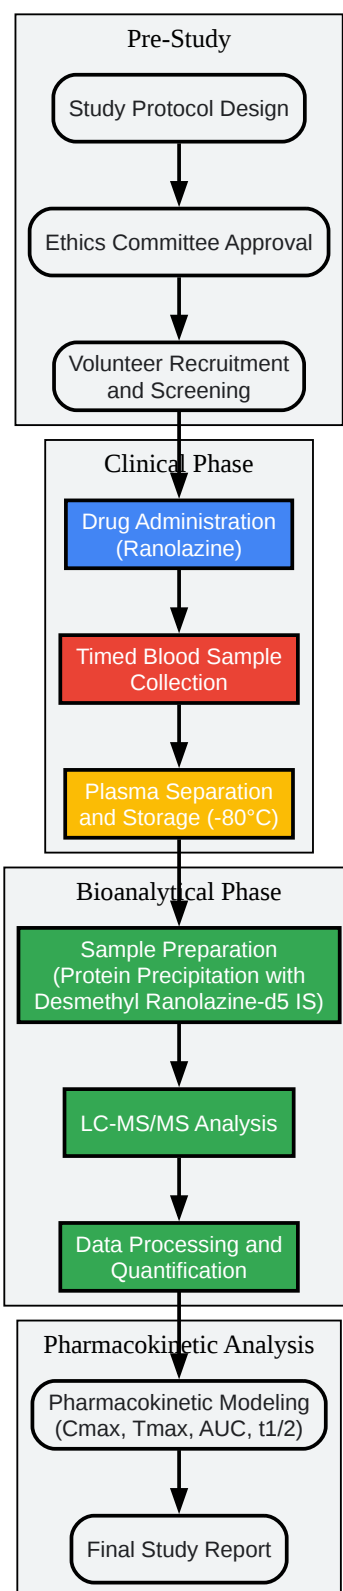 Pre-Study
Study Protocol Design
Ethics Committee Approval
Volunteer Recruitment
and Screening
Clinical Phase
Drug Administration
(Ranolazine)
Timed Blood Sample
Collection
Plasma Separation
and Storage (-80°C)
Bioanalytical Phase
Sample Preparation
(Protein Precipitation with
Desmethyl Ranolazine-d5 IS)
LC-MS/MS Analysis
Data Processing and
Quantification
Pharmacokinetic Analysis
Pharmacokinetic Modeling
(Cmax, Tmax, AUC, t1/2)
Final Study Report